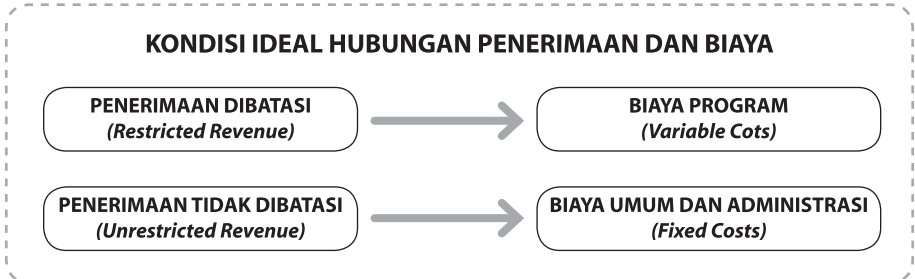 KONDISI IDEAL HUBUNGAN PENERIMAAN DAN BIAYA
PENERIMAAN DIBATASI
(Restricted Revenue)
BIAYA PROGRAM
(Variable Cots)
PENERIMAAN TIDAK DIBATASI
(Unrestricted Revenue)
BIAYA UMUM DAN ADMINISTRASI
(Fixed Costs)